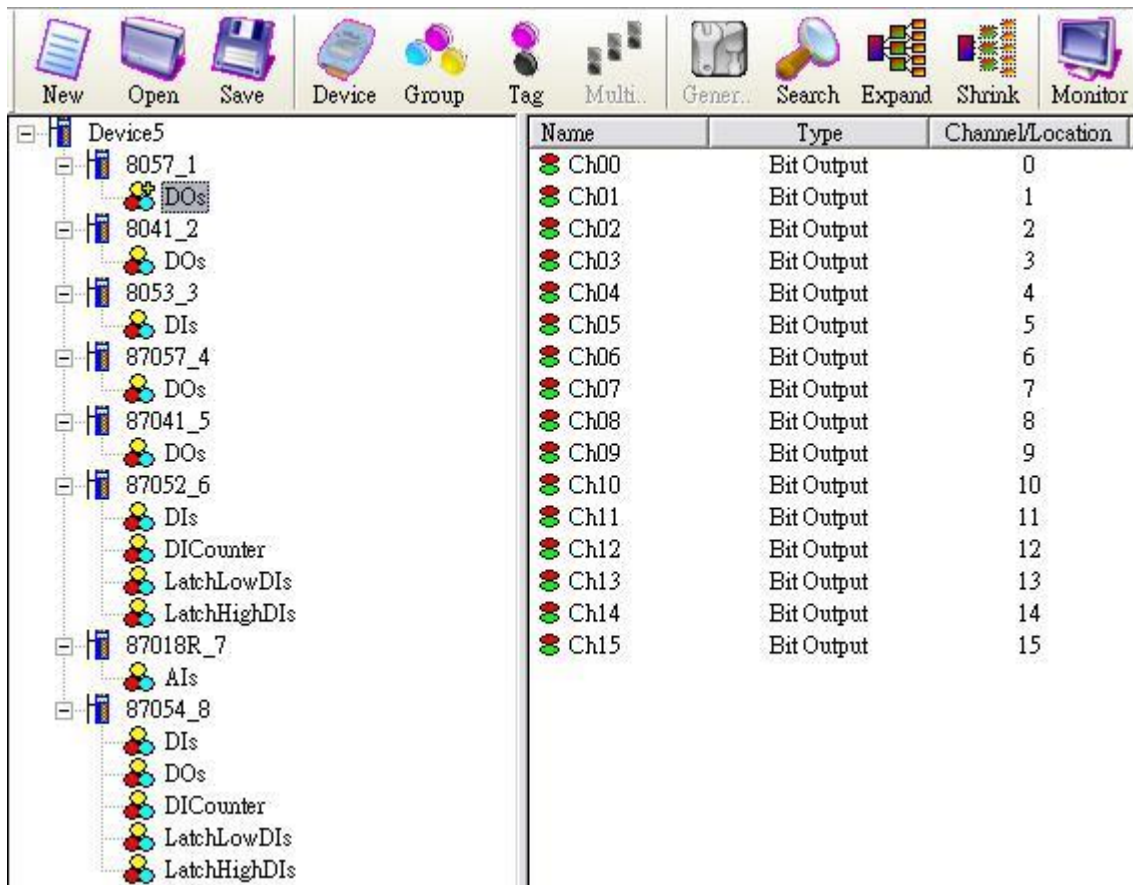 New Open Save Device Group Tag Multi.. Gener.. Search Expand Shrink Monitor
Device5
8057_1
DOs
8041_2
DOs
8053_3
DIs
87057_4
DOs
87041_5
DOs
87052_6
DIs
DICounter
LatchLowDIs
LatchHighDIs
87018R_7
AIs
87054_8
DIs
DOs
DICounter
LatchLowDIs
LatchHighDIs
Name Type Channel/Location
Ch00 Bit Output 0
Ch01 Bit Output 1
Ch02 Bit Output 2
Ch03 Bit Output 3
Ch04 Bit Output 4
Ch05 Bit Output 5
Ch06 Bit Output 6
Ch07 Bit Output 7
Ch08 Bit Output 8
Ch09 Bit Output 9
Ch10 Bit Output 10
Ch11 Bit Output 11
Ch12 Bit Output 12
Ch13 Bit Output 13
Ch14 Bit Output 14
Ch15 Bit Output 15